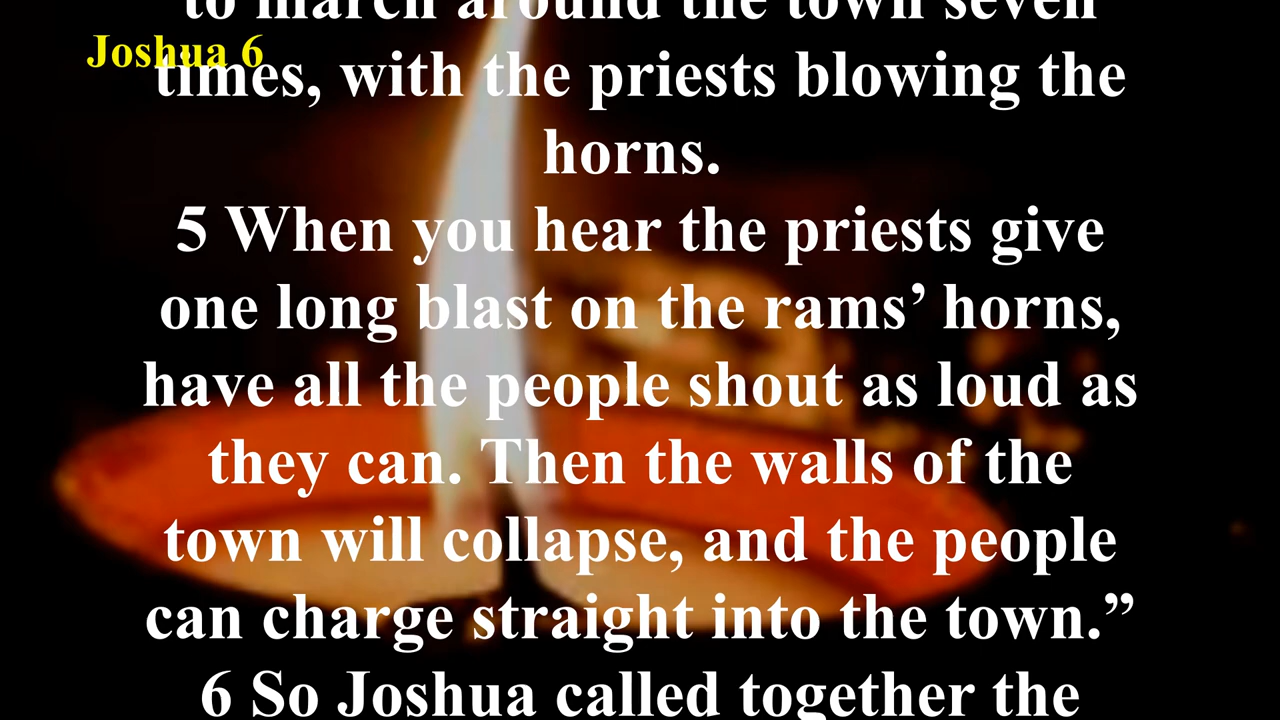 to march around the town seven
Joshua 6
times, with the priests blowing the
horns.
5 When you hear the priests give
one long blast on the rams’ horns,
have all the people shout as loud as
they can. Then the walls of the
town will collapse, and the people
can charge straight into the town.”
6 So Joshua called together the